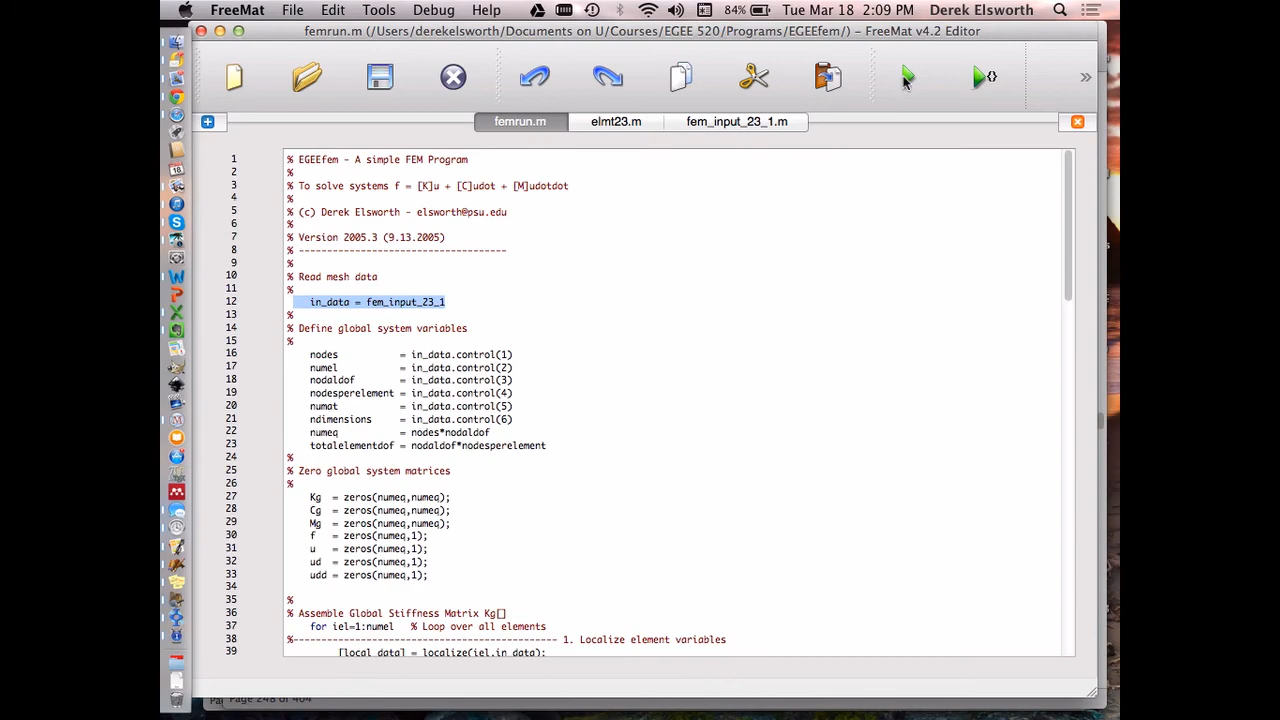 FreeMat File Edit Tools Debug Help 84% Tue Mar 18 2:09 PM Derek Elsworth
femrun.m (/Users/derekelsworth/Documents on U/Courses/EGEE 520/Programs/EGEEfem/) – FreeMat v4.2 Editor
femrun.m elmt23.m fem_input_23_1.m
1 % EGEEfem - A simple FEM Program
2 %
3 % To solve systems f = [K]u + [C]udot + [M]udotdot
4 %
5 % (c) Derek Elsworth - elsworth@psu.edu
6 %
7 % Version 2005.3 (9.13.2005)
8 % -------------------------------------
9 %
10 % Read mesh data
11 %
12 in_data = fem_input_23_1
13 %
14 % Define global system variables
15 %
16 nodes = in_data.control(1)
17 numel = in_data.control(2)
18 nodaldof = in_data.control(3)
19 nodesperelement = in_data.control(4)
20 numat = in_data.control(5)
21 ndimensions = in_data.control(6)
22 numeq = nodes*nodaldof
23 totalelementdof = nodaldof*nodesperelement
24 %
25 % Zero global system matrices
26 %
27 Kg = zeros(numeq,numeq);
28 Cg = zeros(numeq,numeq);
29 Mg = zeros(numeq,numeq);
30 f = zeros(numeq,1);
31 u = zeros(numeq,1);
32 ud = zeros(numeq,1);
33 udd = zeros(numeq,1);
34
35 %
36 % Assemble Global Stiffness Matrix Kg[]
37 for iel=1:numel % Loop over all elements
38 %----------------------------------------------- 1. Localize element variables
39 [local_data] = localize(iel,in_data);
Page 248 of 464